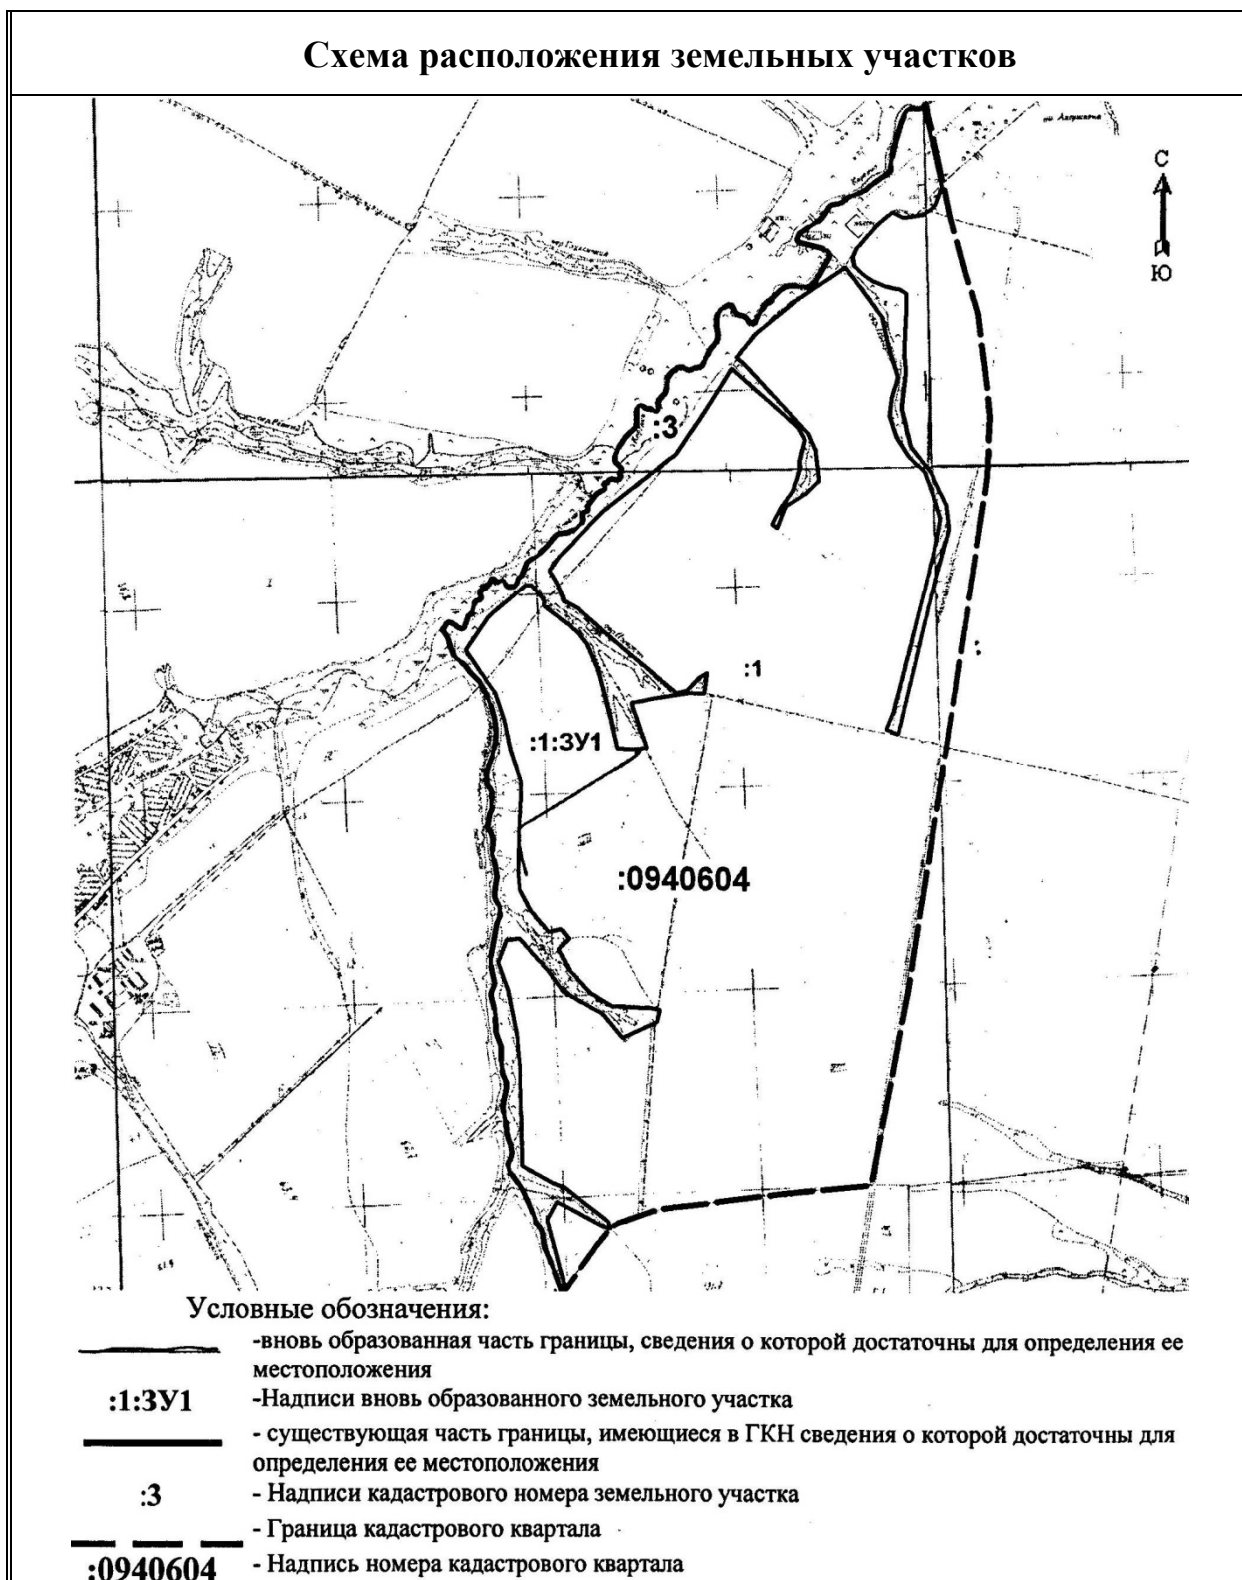 Схема расположения земельных участков
С
Ю
:3
:1
:1:ЗУ1
:0940604
Условные обозначения:
-вновь образованная часть границы, сведения о которой достаточны для определения ее
местоположения
:1:ЗУ1 -Надписи вновь образованного земельного участка
- существующая часть границы, имеющиеся в ГКН сведения о которой достаточны для
определения ее местоположения
:3 - Надписи кадастрового номера земельного участка
- Граница кадастрового квартала
:0940604 - Надпись номера кадастрового квартала